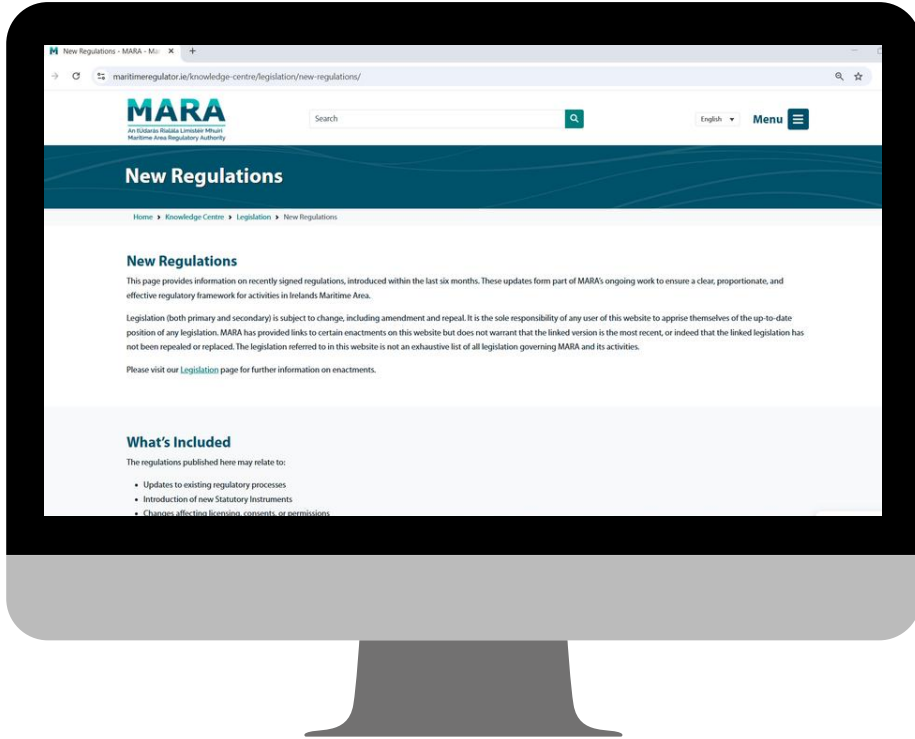 New Regulations - MARA - Ma
maritimeregulator.ie/knowledge-centre/legislation/new-regulations/
MARA
An tÚdarás Rialála Limistéir Mhuirí
Maritime Area Regulatory Authority
Search
English
Menu
New Regulations
Home > Knowledge Centre > Legislation > New Regulations
New Regulations
This page provides information on recently signed regulations, introduced within the last six months. These updates form part of MARA's ongoing work to ensure a clear, proportionate, and
effective regulatory framework for activities in Irelands Maritime Area.
Legislation (both primary and secondary) is subject to change, including amendment and repeal. It is the sole responsibility of any user of this website to apprise themselves of the up-to-date
position of any legislation. MARA has provided links to certain enactments on this website but does not warrant that the linked version is the most recent, or indeed that the linked legislation has
not been repealed or replaced. The legislation referred to in this website is not an exhaustive list of all legislation governing MARA and its activities.
Please visit our Legislation page for further information on enactments.
What's Included
The regulations published here may relate to:
• Updates to existing regulatory processes
• Introduction of new Statutory Instruments
• Changes affecting licensing, consents, or permissions